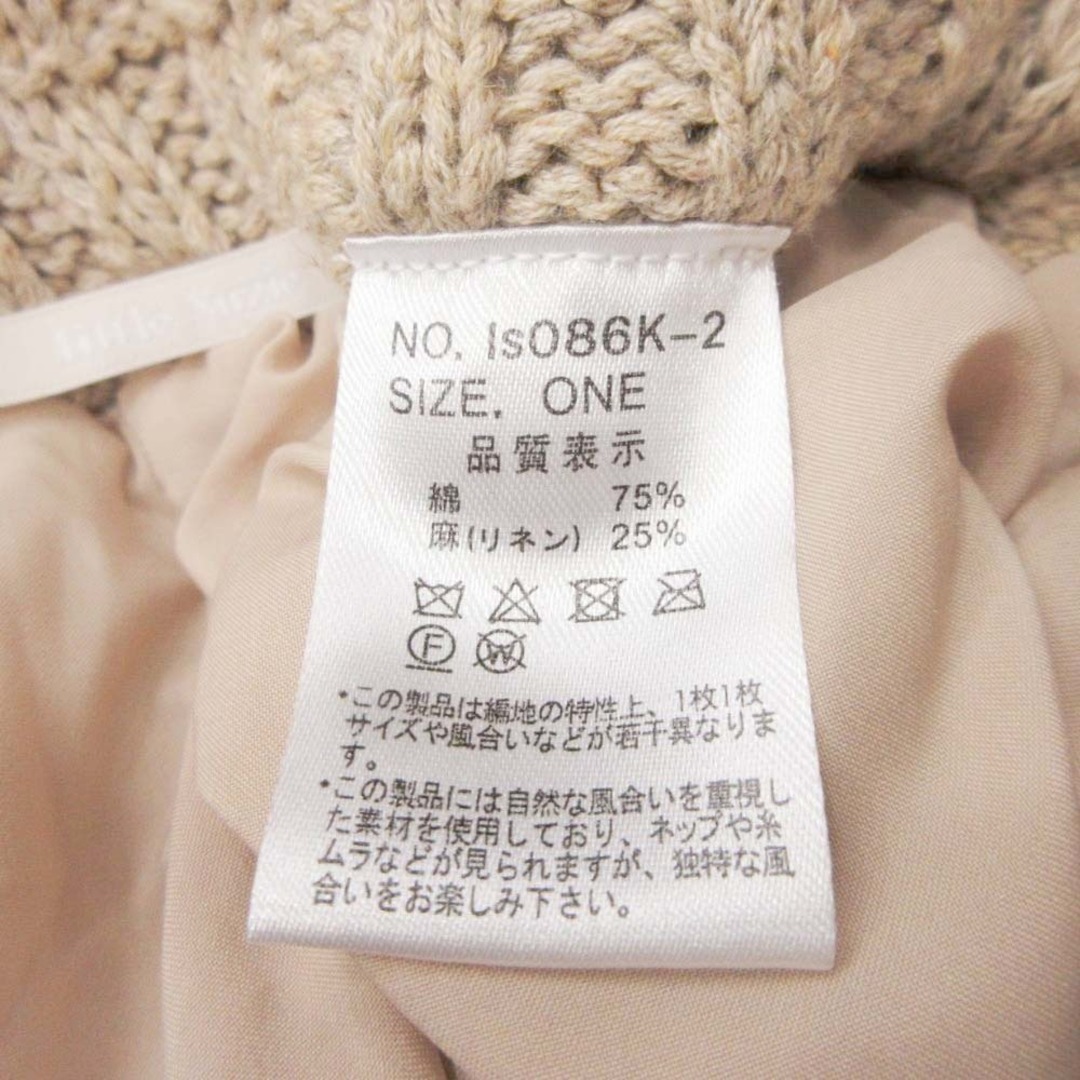 NO. Is086K-2
SIZE. ONE
品質表示
綿 75%
麻(リネン) 25%
F
W
*この製品は編地の特性上、1枚1枚
サイズや風合いなどが若干異なりま
す。
*この製品には自然な風合いを重視し
た素材を使用しており、ネップや糸
ムラなどが見られますが、独特な風
合いをお楽しみ下さい。